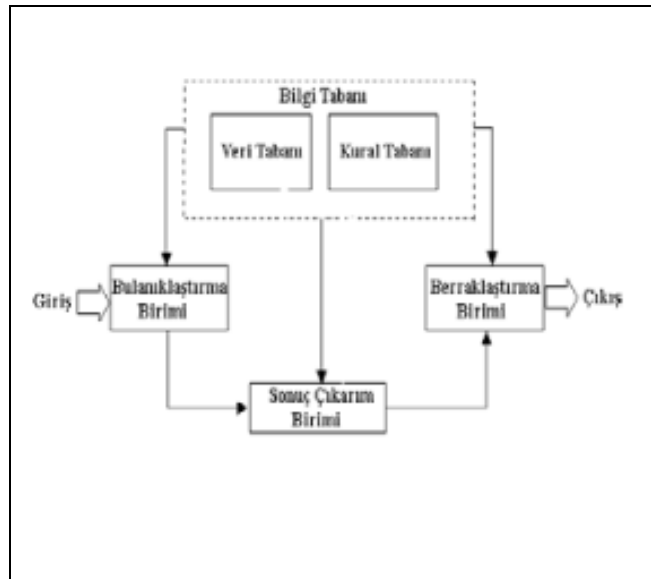 Bilgi Tabanı
Veri Tabanı
Kural Tabanı
Giriş
Bulanıklaştırma
Birimi
Berraklaştırma
Birimi
Çıkış
Sonuç Çıkarım
Birimi